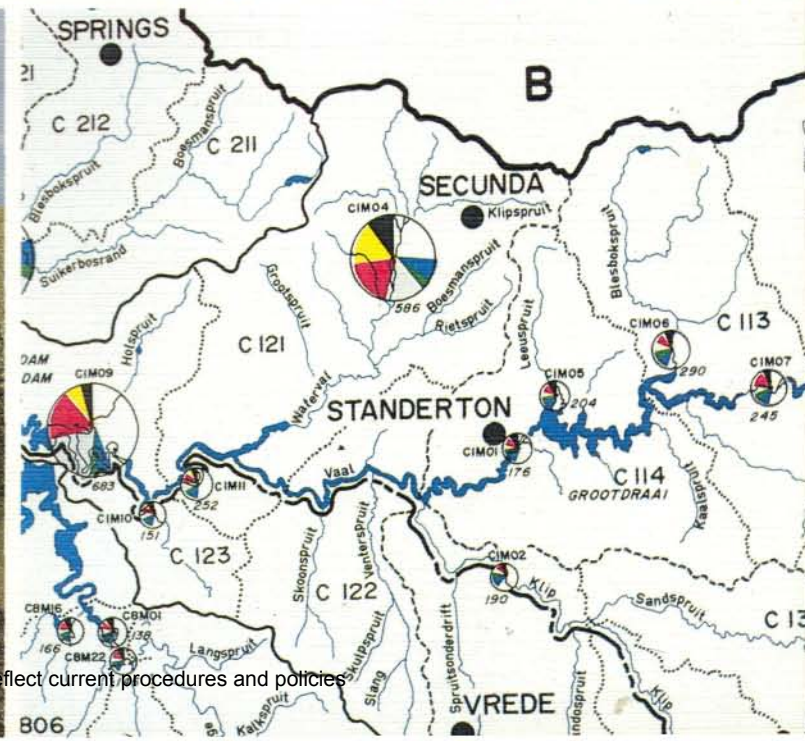 SPRINGS
B
21
C 212
Boesmanspruit
C 211
Blesbokspruit
SECUNDA
C1M04
Klipspruit
Suikerbosrand
586
Boesmanspruit
Rietspruit
Grootspruit
Blesbokspruit
C 113
C1M06
Holspruit
C 121
Leeuspruit
DAM
DAM
C1M09
Waterval
C1M05
204
290
C1M07
245
STANDERTON
C1M01
176
C 114
GROOTDRAAI
Kaalspruit
Vaal
683
C1M11
252
C1M10
151
C 123
Skoonspruit
Ventersspruit
C 122
C1M02
190
Klip
Sandspruit
C 13
C8M16
166
C8M01
138
C8M22
Langspruit
Skulpspruit
Slang
Spruitsonderdrift
eflect current procedures and policies
Kalkspruit
VREDE
Klip
806